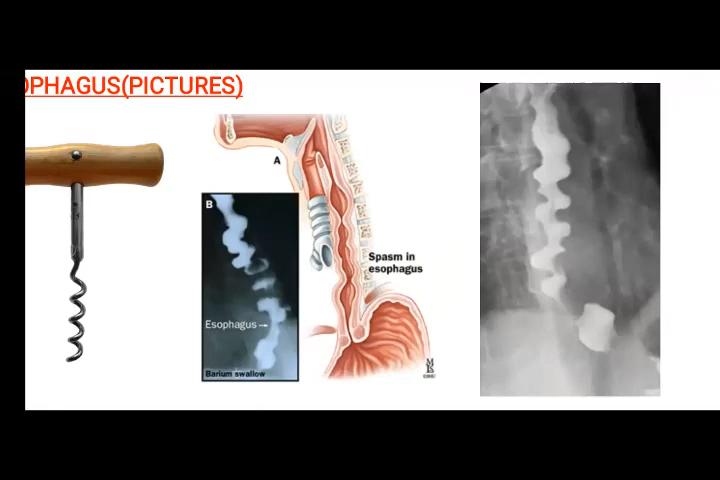 OPHAGUS(PICTURES)
A
B
Spasm in
esophagus
Esophagus
Barium swallow